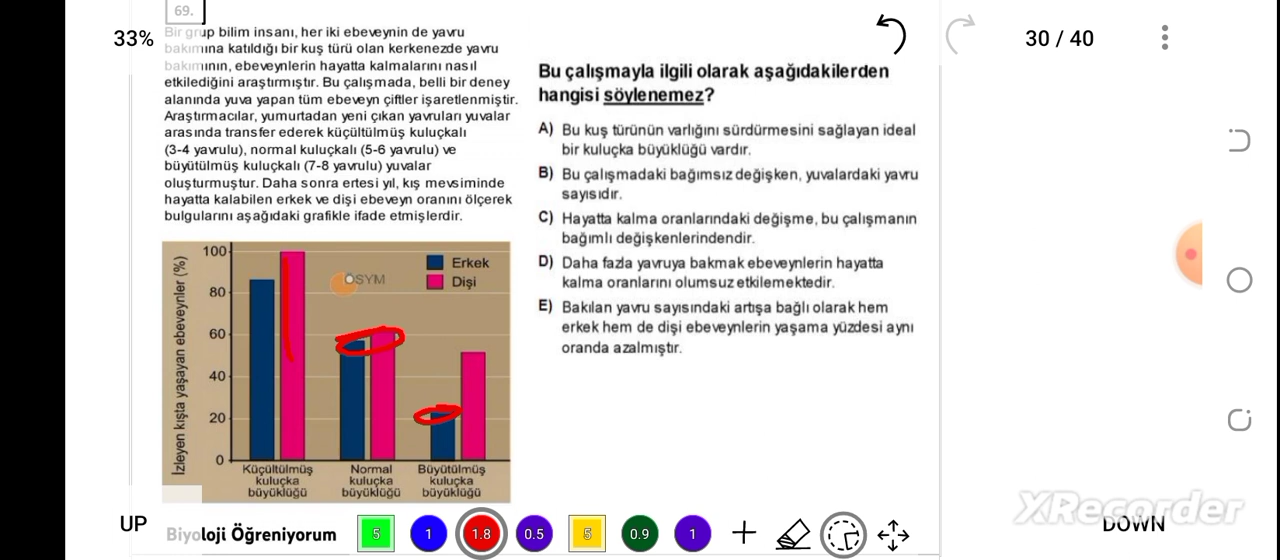 69.
33%
30 / 40
Bir grup bilim insanı, her iki ebeveynin de yavru
bakımına katıldığı bir kuş türü olan kerkenezde yavru
bakımının, ebeveynlerin hayatta kalmalarını nasıl
etkilediğini araştırmıştır. Bu çalışmada, belli bir deney
alanında yuva yapan tüm ebeveyn çiftler işaretlenmiştir.
Araştırmacılar, yumurtadan yeni çıkan yavruları yuvalar
arasında transfer ederek küçültülmüş kuluçkalı
(3-4 yavrulu), normal kuluçkalı (5-6 yavrulu) ve
büyütülmüş kuluçkalı (7-8 yavrulu) yuvalar
oluşturmuştur. Daha sonra ertesi yıl, kış mevsiminde
hayatta kalabilen erkek ve dişi ebeveyn oranını ölçerek
bulgularını aşağıdaki grafikle ifade etmişlerdir.
İzleyen kışta yaşayan ebeveynler (%)
100
80
60
40
20
0
ÖSYM
Erkek
Dişi
Küçültülmüş
kuluçka
büyüklüğü
Normal
kuluçka
büyüklüğü
Büyütülmüş
kuluçka
büyüklüğü
Bu çalışmayla ilgili olarak aşağıdakilerden
hangisi söylenemez?
A) Bu kuş türünün varlığını sürdürmesini sağlayan ideal
bir kuluçka büyüklüğü vardır.
B) Bu çalışmadaki bağımsız değişken, yuvalardaki yavru
sayısıdır.
C) Hayatta kalma oranlarındaki değişme, bu çalışmanın
bağımlı değişkenlerindendir.
D) Daha fazla yavruya bakmak ebeveynlerin hayatta
kalma oranlarını olumsuz etkilemektedir.
E) Bakılan yavru sayısındaki artışa bağlı olarak hem
erkek hem de dişi ebeveynlerin yaşama yüzdesi aynı
oranda azalmıştır.
UP
Biyoloji Öğreniyorum
5
1
1.8
0.5
5
0.9
1
XRecorder
DOWN